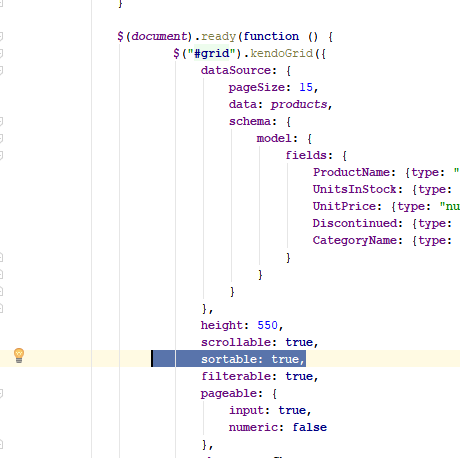 }
$(document).ready(function () {
$("#grid").kendoGrid({
dataSource: {
pageSize: 15,
data: products,
schema: {
model: {
fields: {
ProductName: {type: "
UnitsInStock: {type:
UnitPrice: {type: "nu
Discontinued: {type:
CategoryName: {type:
}
}
}
},
height: 550,
scrollable: true,
sortable: true,
filterable: true,
pageable: {
input: true,
numeric: false
},